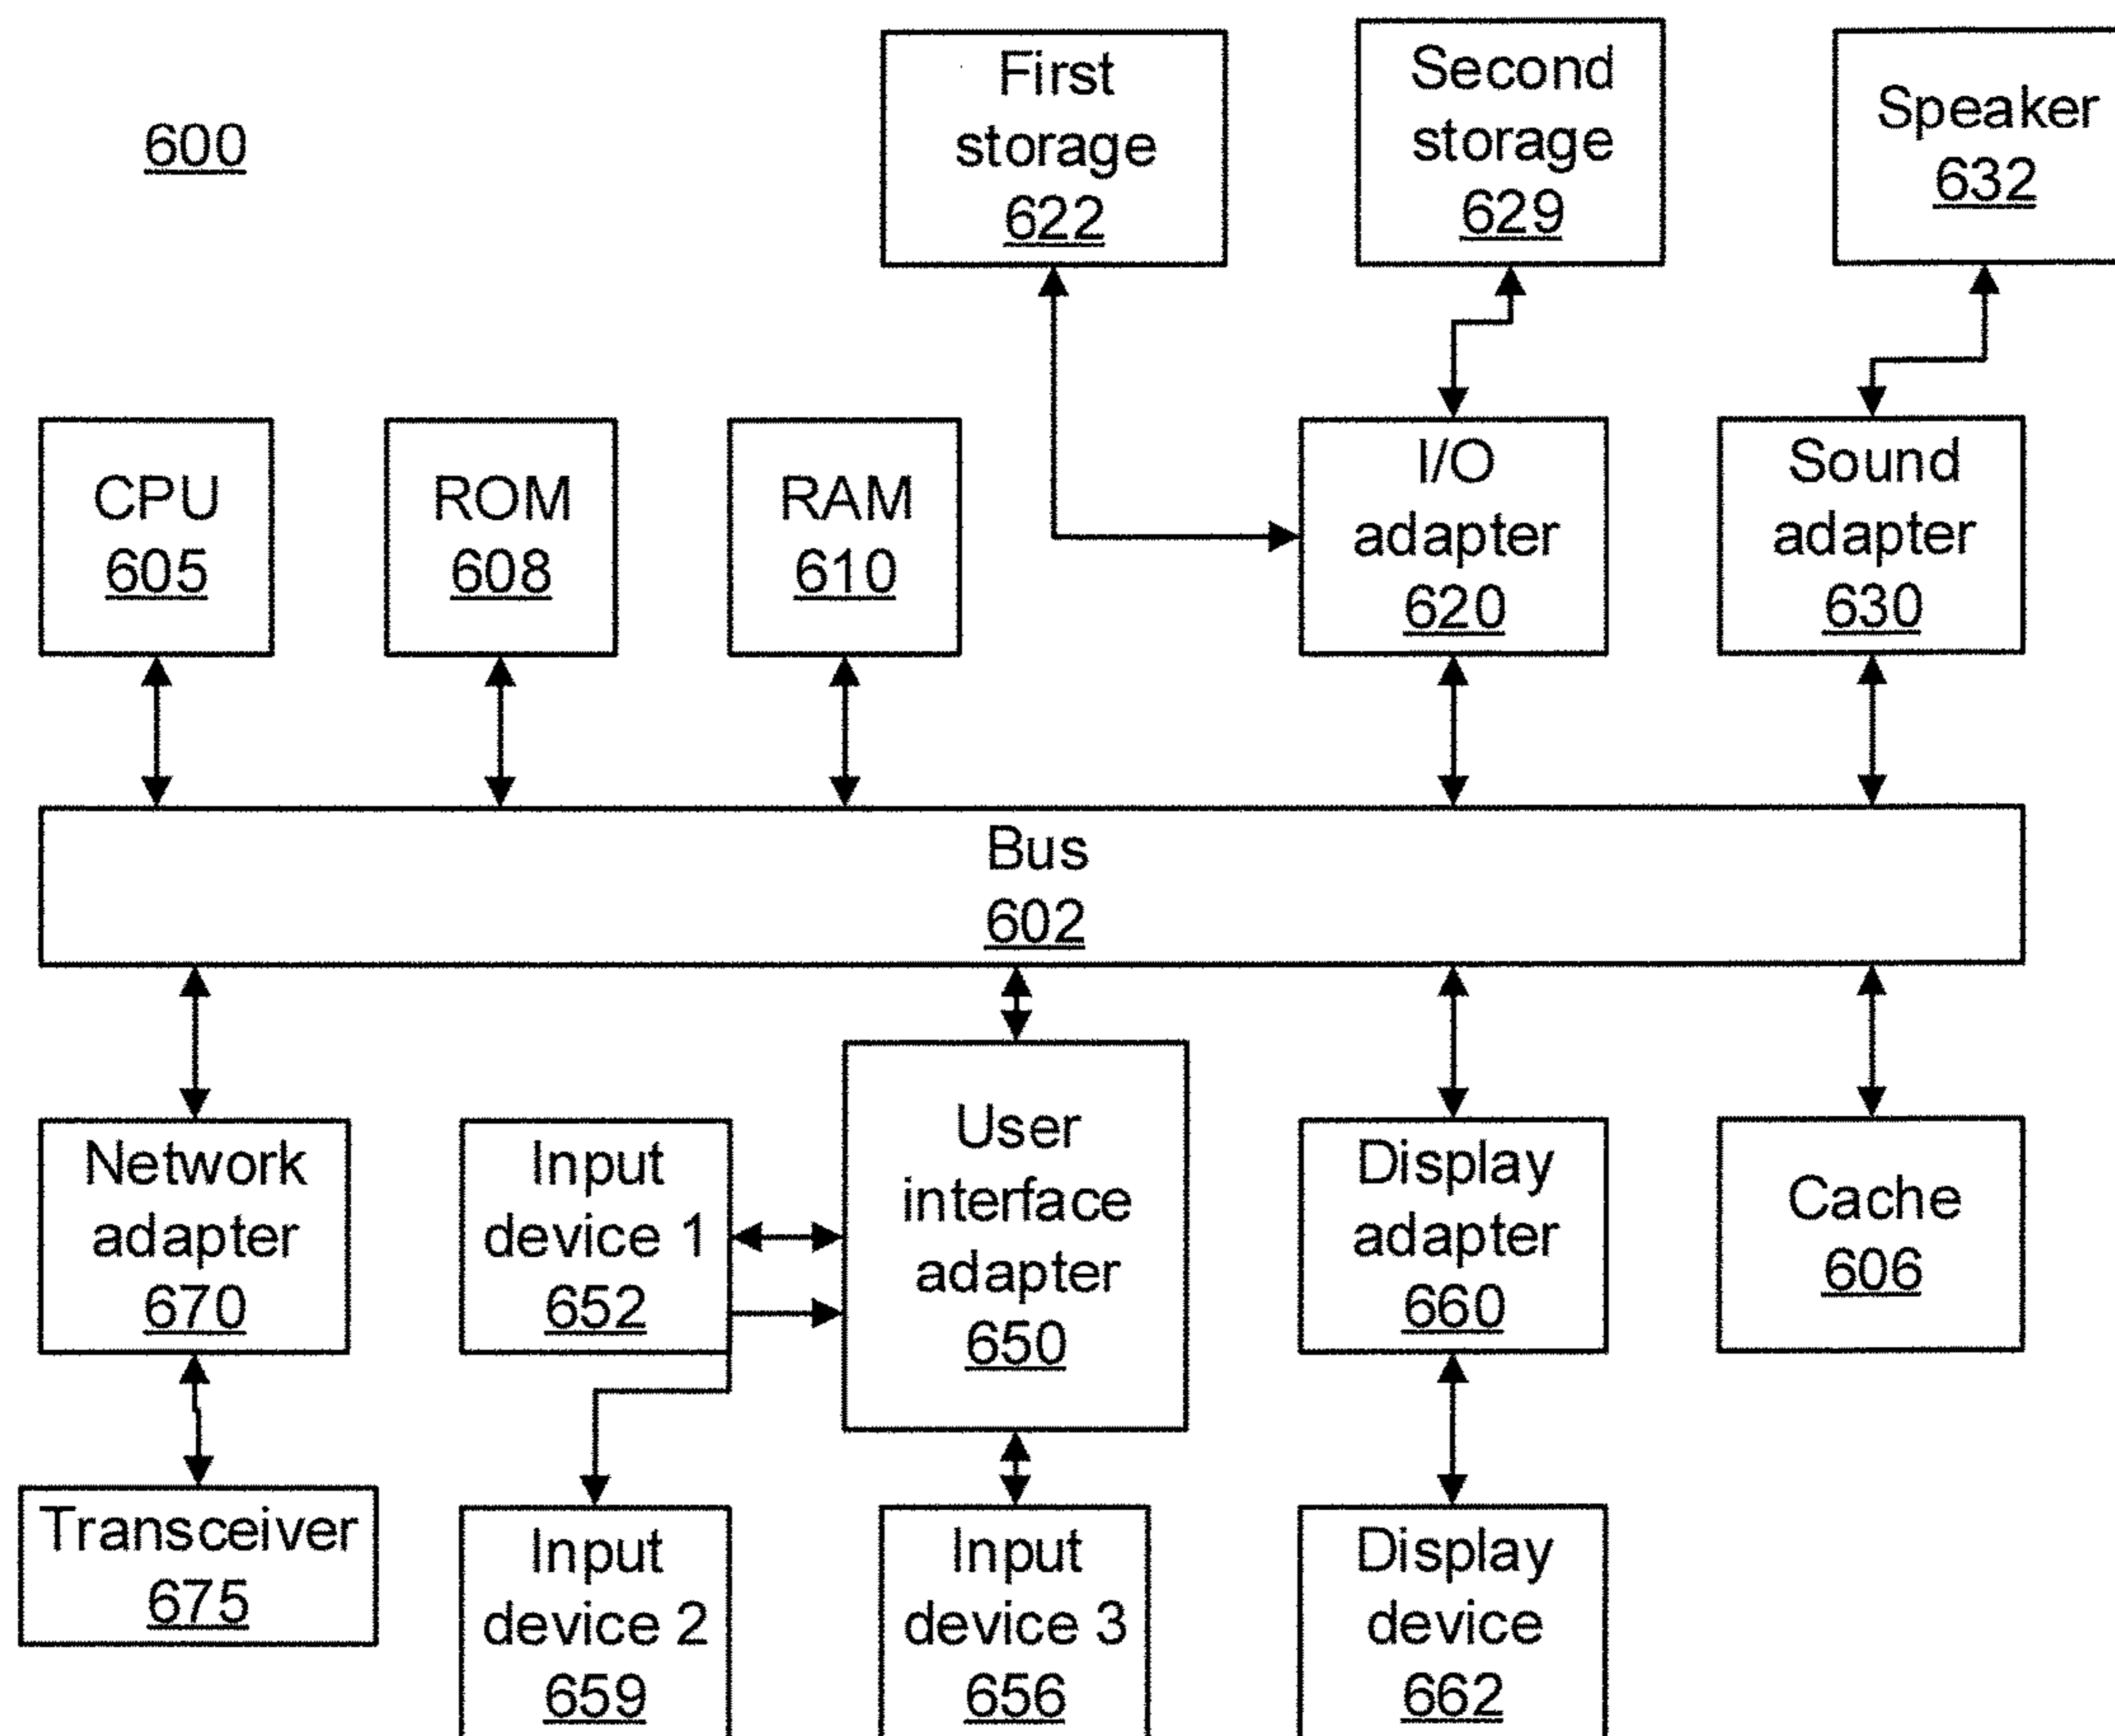 600
First
storage
622
Second
storage
629
Speaker
632
CPU
605
ROM
608
RAM
610
I/O
adapter
620
Sound
adapter
630
Bus
602
Network
adapter
670
Input
device 1
652
User
interface
adapter
650
Display
adapter
660
Cache
606
Transceiver
675
Input
device 2
659
Input
device 3
656
Display
device
662